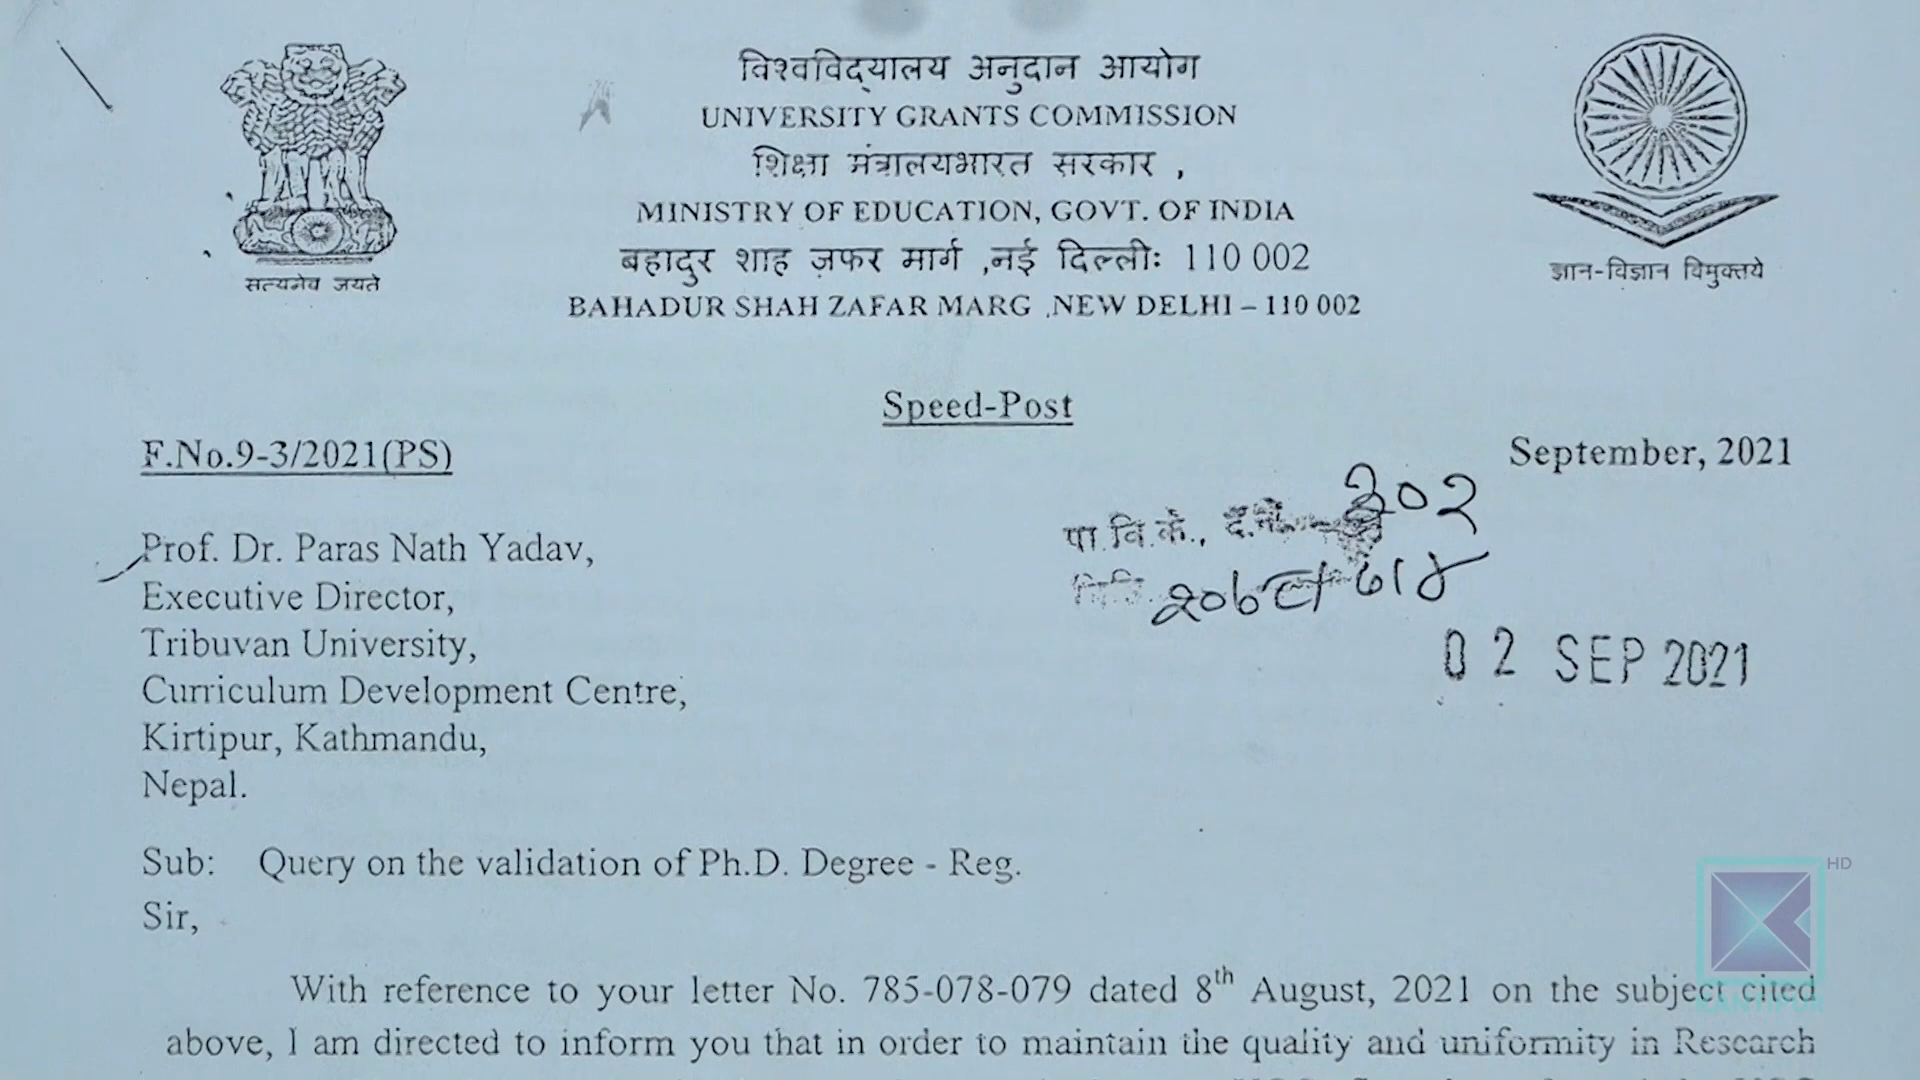 विश्वविद्यालय अनुदान आयोग
UNIVERSITY GRANTS COMMISSION
शिक्षा मंत्रालयभारत सरकार ,
MINISTRY OF EDUCATION, GOVT. OF INDIA
बहादुर शाह ज़फर मार्ग ,नई दिल्ली: 110 002
BAHADUR SHAH ZAFAR MARG ,NEW DELHI – 110 002
सत्यमेव जयते
ज्ञान-विज्ञान विमुक्तये
Speed-Post
F.No.9-3/2021(PS)
September, 2021
पा.वि.के., द.नं. 202
02 SEP 2021
Prof. Dr. Paras Nath Yadav,
Executive Director,
Tribuvan University,
Curriculum Development Centre,
Kirtipur, Kathmandu,
Nepal.
Sub: Query on the validation of Ph.D. Degree - Reg.
Sir,
With reference to your letter No. 785-078-079 dated 8th August, 2021 on the subject cited
above, I am directed to inform you that in order to maintain the quality and uniformity in Research
HD
KANTIPUR